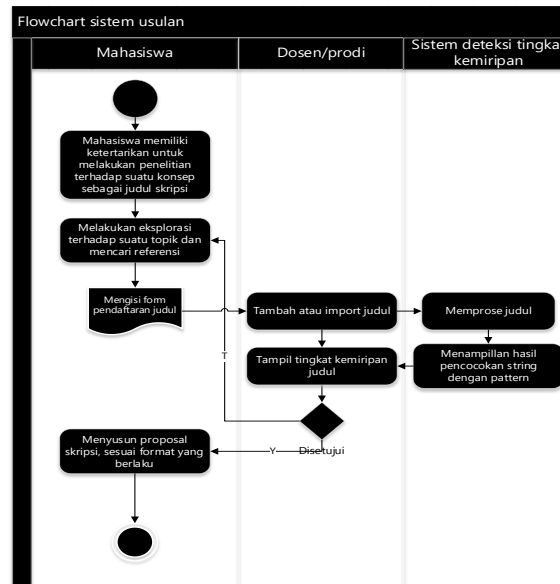 Flowchart sistem usulan
Mahasiswa
Dosen/prodi
Sistem deteksi tingka
kemiripan
Mahasiswa memiliki
ketertarikan untuk
melakukan penelitian
terhadap suatu konsep
sebagai judul skripsi
Melakukan eksplorasi
terhadap suatu topik dan
mencari referensi
Mengisi form
pendaftaran judul
Tambah atau import judul
Memprose judul
Tampil tingkat kemiripan
judul
Menampillan hasil
pencocokan string
dengan pattern
T
Menyusun proposal
skripsi, sesuai format yang
berlaku
Y
Disetujui